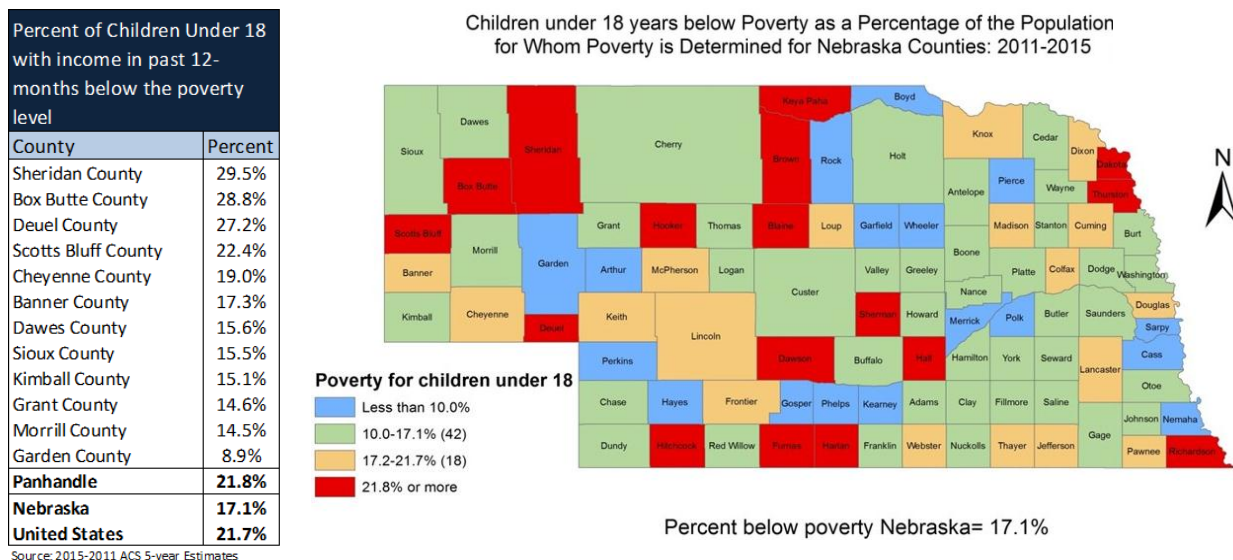 Percent of Children Under 18
with income in past 12-
months below the poverty
level
County Percent
Sheridan County 29.5%
Box Butte County 28.8%
Deuel County 27.2%
Scotts Bluff County 22.4%
Cheyenne County 19.0%
Banner County 17.3%
Dawes County 15.6%
Sioux County 15.5%
Kimball County 15.1%
Grant County 14.6%
Morrill County 14.5%
Garden County 8.9%
Panhandle 21.8%
Nebraska 17.1%
United States 21.7%
Source: 2015-2011 ACS 5-year Estimates
Children under 18 years below Poverty as a Percentage of the Population
for Whom Poverty is Determined for Nebraska Counties: 2011-2015
N
Sioux
Dawes
Sheridan
Cherry
Keya Paha
Boyd
Box Butte
Brown
Rock
Holt
Knox
Cedar
Dixon
Dakota
Antelope
Pierce
Wayne
Thurston
Scotts Bluff
Morrill
Garden
Grant
Hooker
Thomas
Blaine
Loup
Garfield
Wheeler
Madison
Stanton
Cuming
Burt
Banner
Arthur
McPherson
Logan
Custer
Valley
Greeley
Boone
Platte
Colfax
Dodge
Washington
Nance
Kimball
Cheyenne
Deuel
Keith
Lincoln
Sherman
Howard
Merrick
Polk
Butler
Saunders
Douglas
Sarpy
Perkins
Dawson
Buffalo
Hall
Hamilton
York
Seward
Lancaster
Cass
Otoe
Chase
Hayes
Frontier
Gosper
Phelps
Kearney
Adams
Clay
Fillmore
Saline
Gage
Johnson
Nemaha
Dundy
Hitchcock
Red Willow
Furnas
Harlan
Franklin
Webster
Nuckolls
Thayer
Jefferson
Pawnee
Richardson
Poverty for children under 18
Less than 10.0%
10.0-17.1% (42)
17.2-21.7% (18)
21.8% or more
Percent below poverty Nebraska= 17.1%